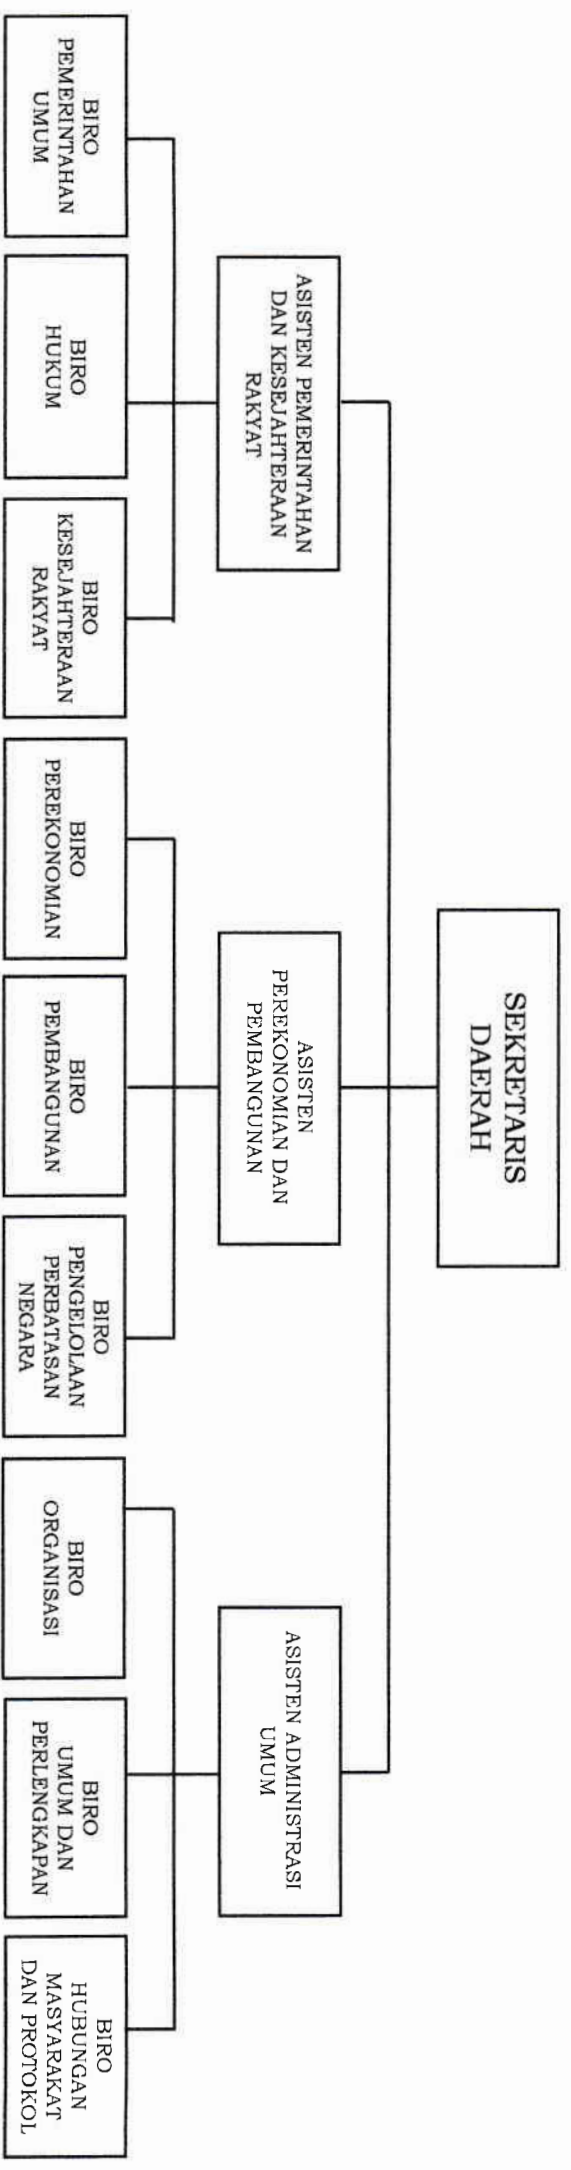 SEKRETARIS
DAERAH
ASISTEN PEMERINTAHAN
DAN KESEJAHTERAAN
RAKYAT
ASISTEN
PEREKONOMIAN DAN
PEMBANGUNAN
ASISTEN ADMINISTRASI
UMUM
BIRO
PEMERINTAHAN
UMUM
BIRO
HUKUM
BIRO
KESEJAHTERAAN
RAKYAT
BIRO
PEREKONOMIAN
BIRO
PEMBANGUNAN
BIRO
PENGELOLAAN
PERBATASAN
NEGARA
BIRO
ORGANISASI
BIRO
UMUM DAN
PERLENGKAPAN
BIRO
HUBUNGAN
MASYARAKAT
DAN PROTOKOL